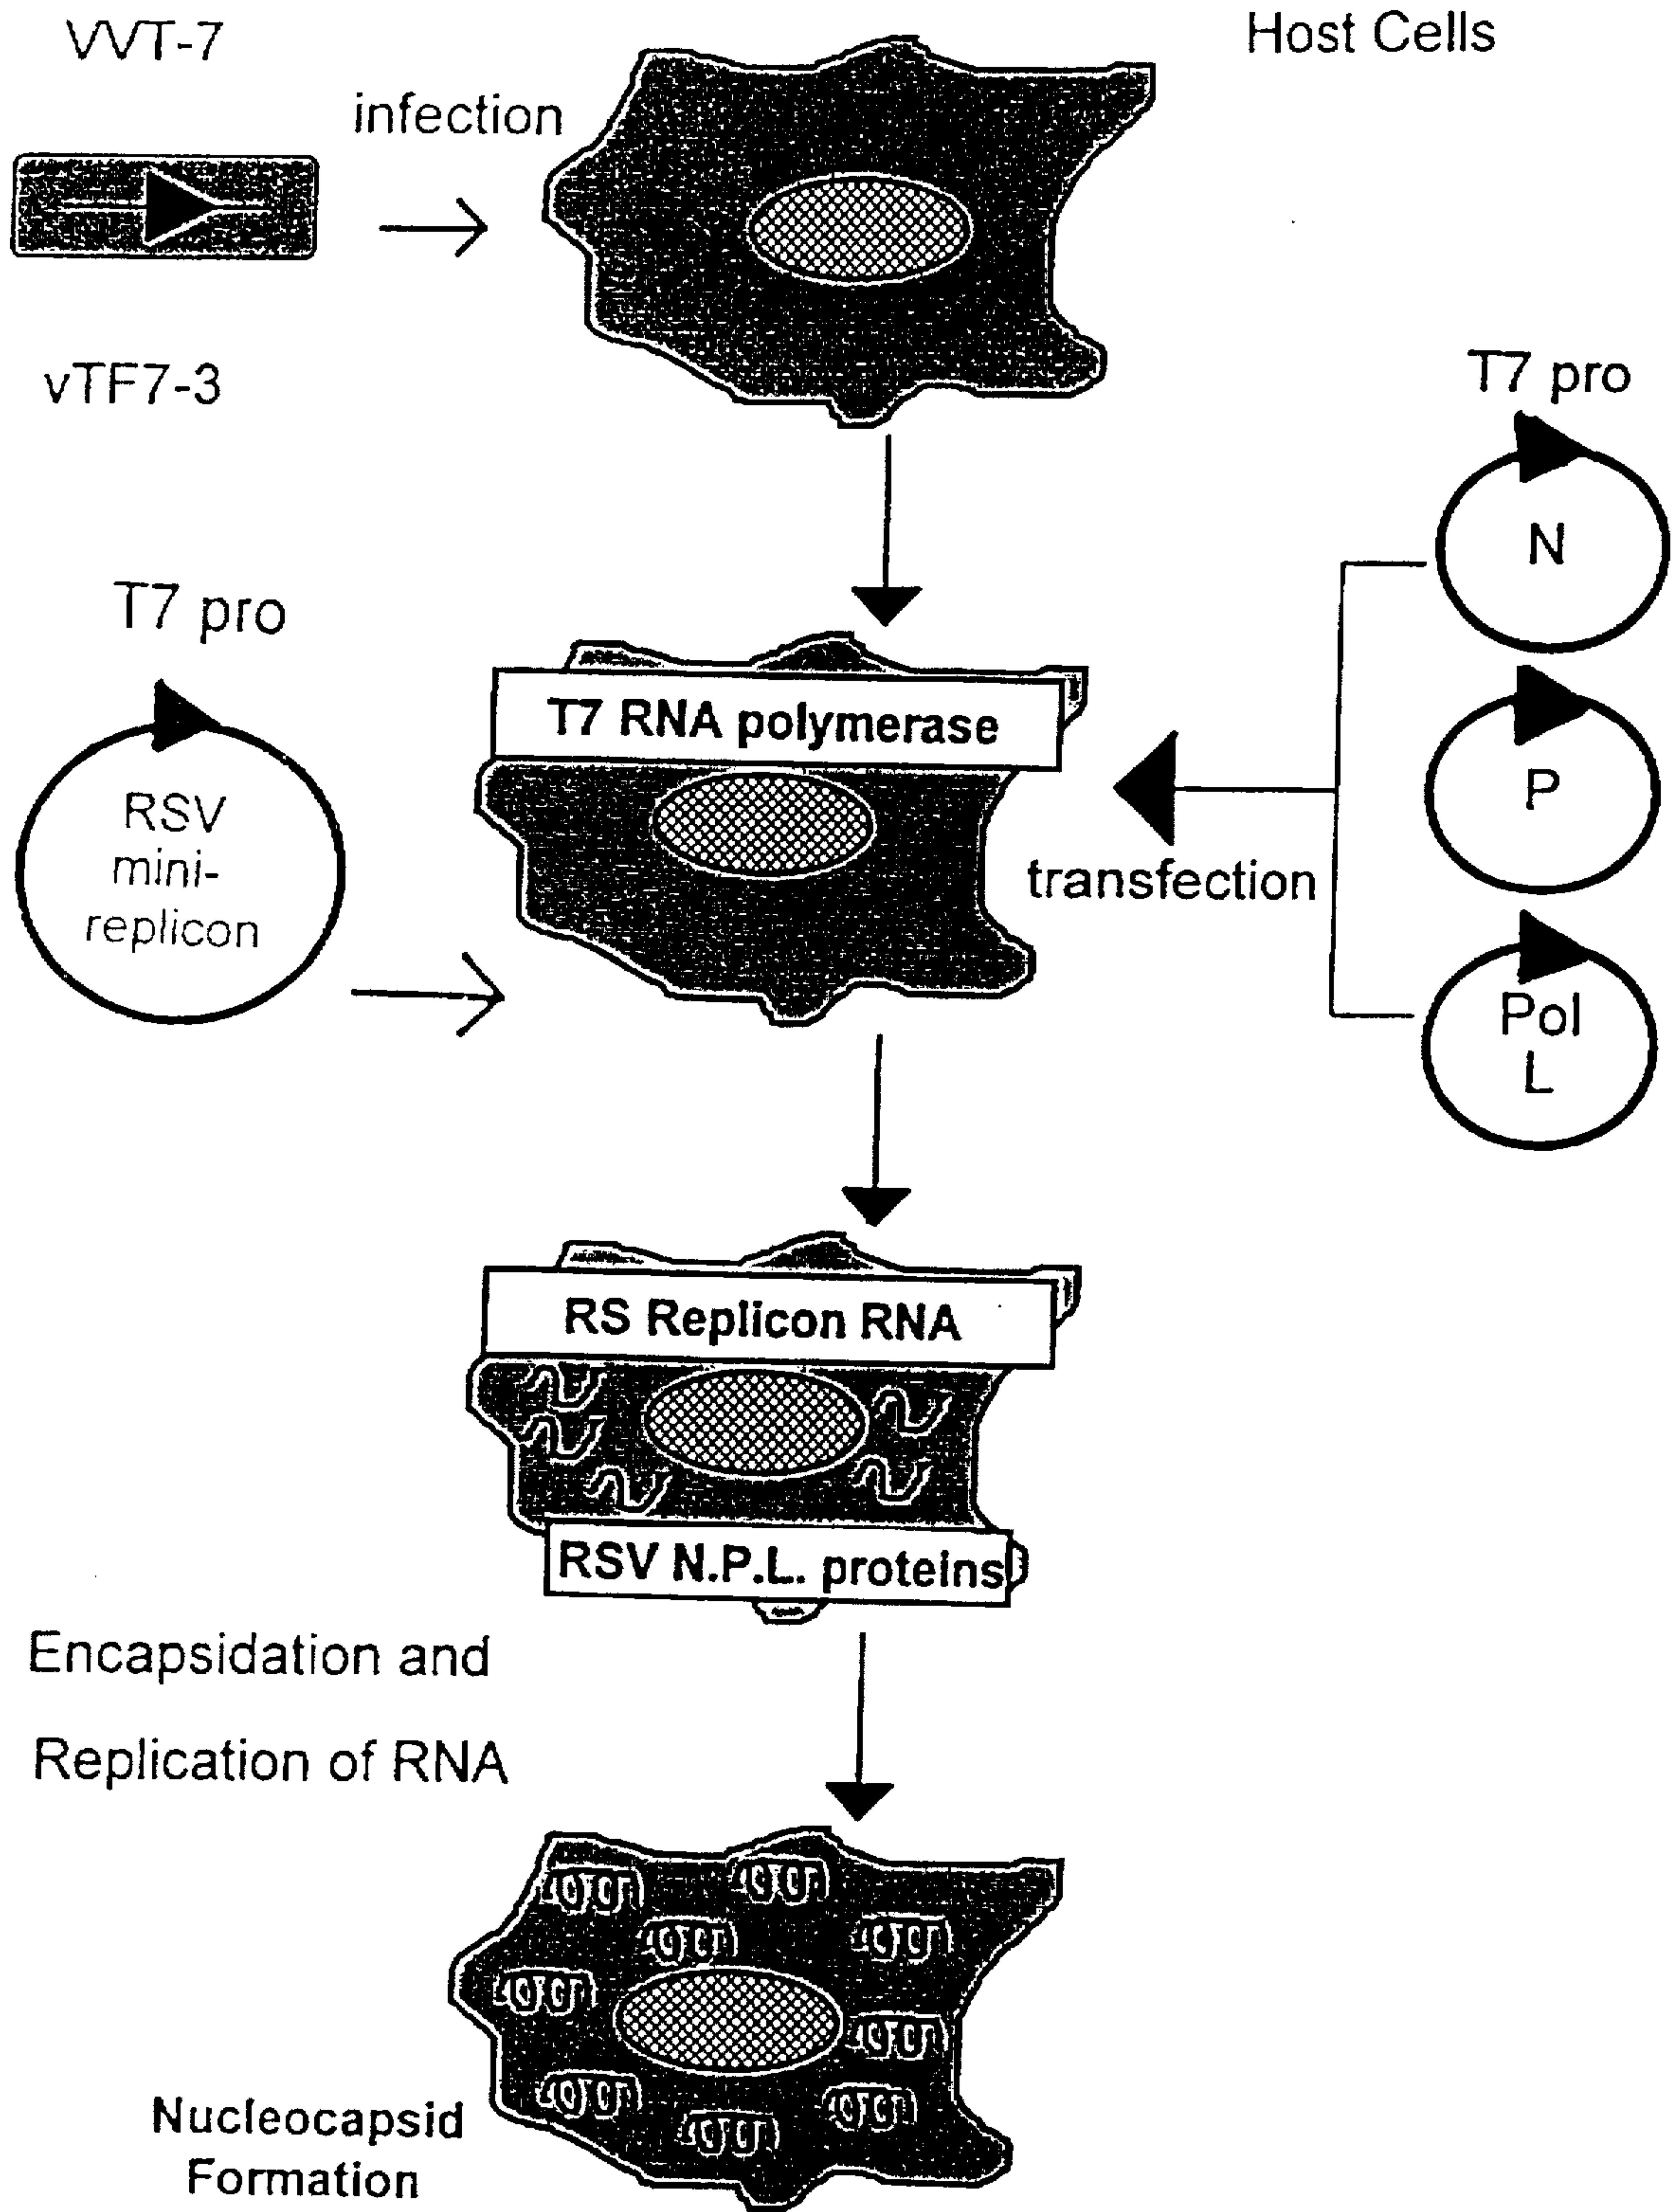 VVT-7
Host Cells
infection
vTF7-3
T7 pro
N
T7 pro
T7 RNA polymerase
P
RSV
mini-
replicon
transfection
Pol
L
RS Replicon RNA
RSV N.P.L. proteins
Encapsidation and
Replication of RNA
Nucleocapsid
Formation